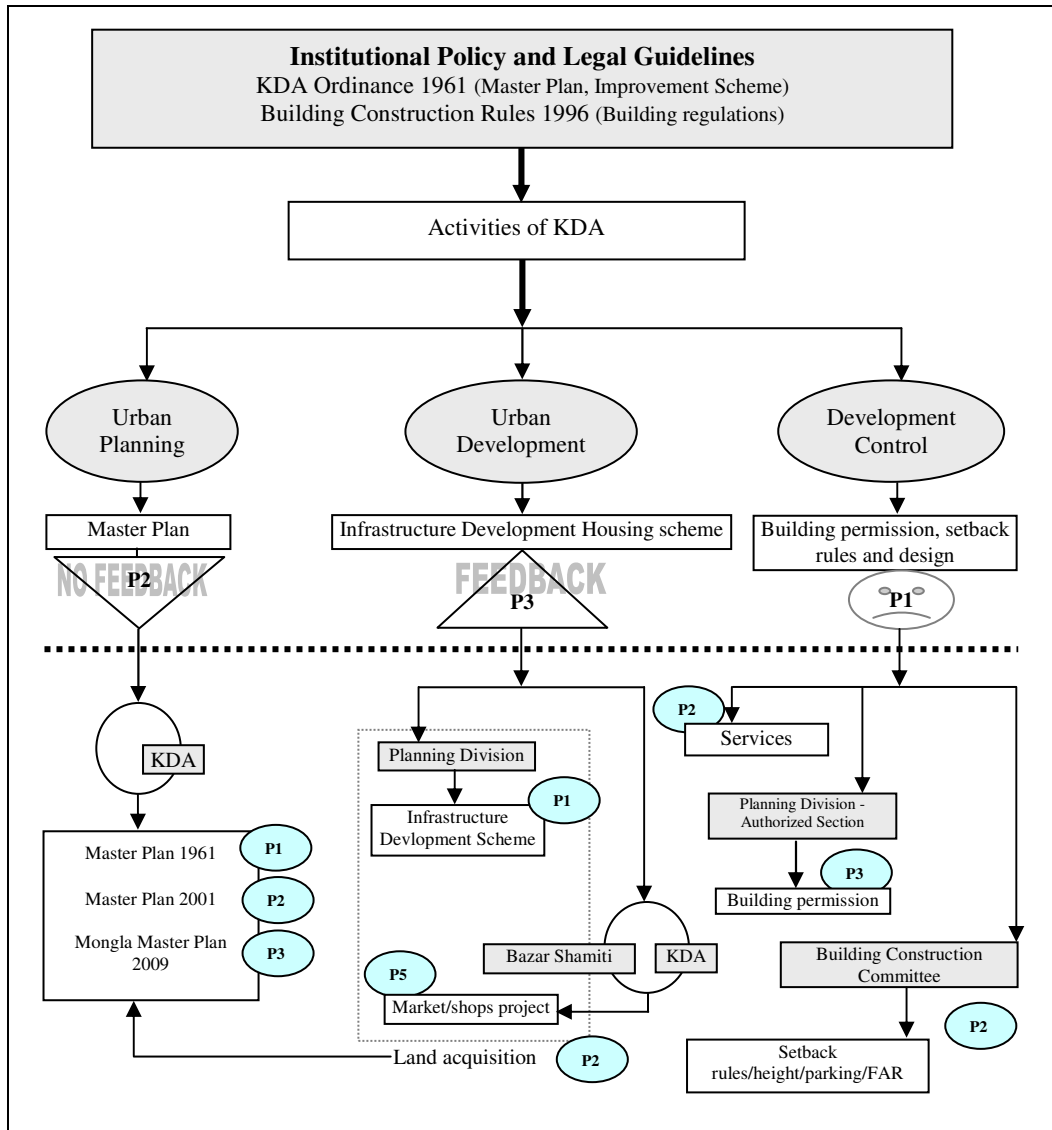 Institutional Policy and Legal Guidelines
KDA Ordinance 1961 (Master Plan, Improvement Scheme)
Building Construction Rules 1996 (Building regulations)
Activities of KDA
Urban
Planning
Urban
Development
Development
Control
Master Plan
Infrastructure Development Housing scheme
Building permission, setback
rules and design
NO FEEDBACK
P2
FEEDBACK
P3
P1
KDA
Master Plan 1961
P1
Master Plan 2001
P2
Mongla Master Plan
2009
P3
Planning Division
Infrastructure
Devlopment Scheme
P1
Bazar Shamiti
KDA
P5
Market/shops project
Land acquisition
P2
P2
Services
Planning Division -
Authorized Section
P3
Building permission
Building Construction
Committee
P2
Setback
rules/height/parking/FAR